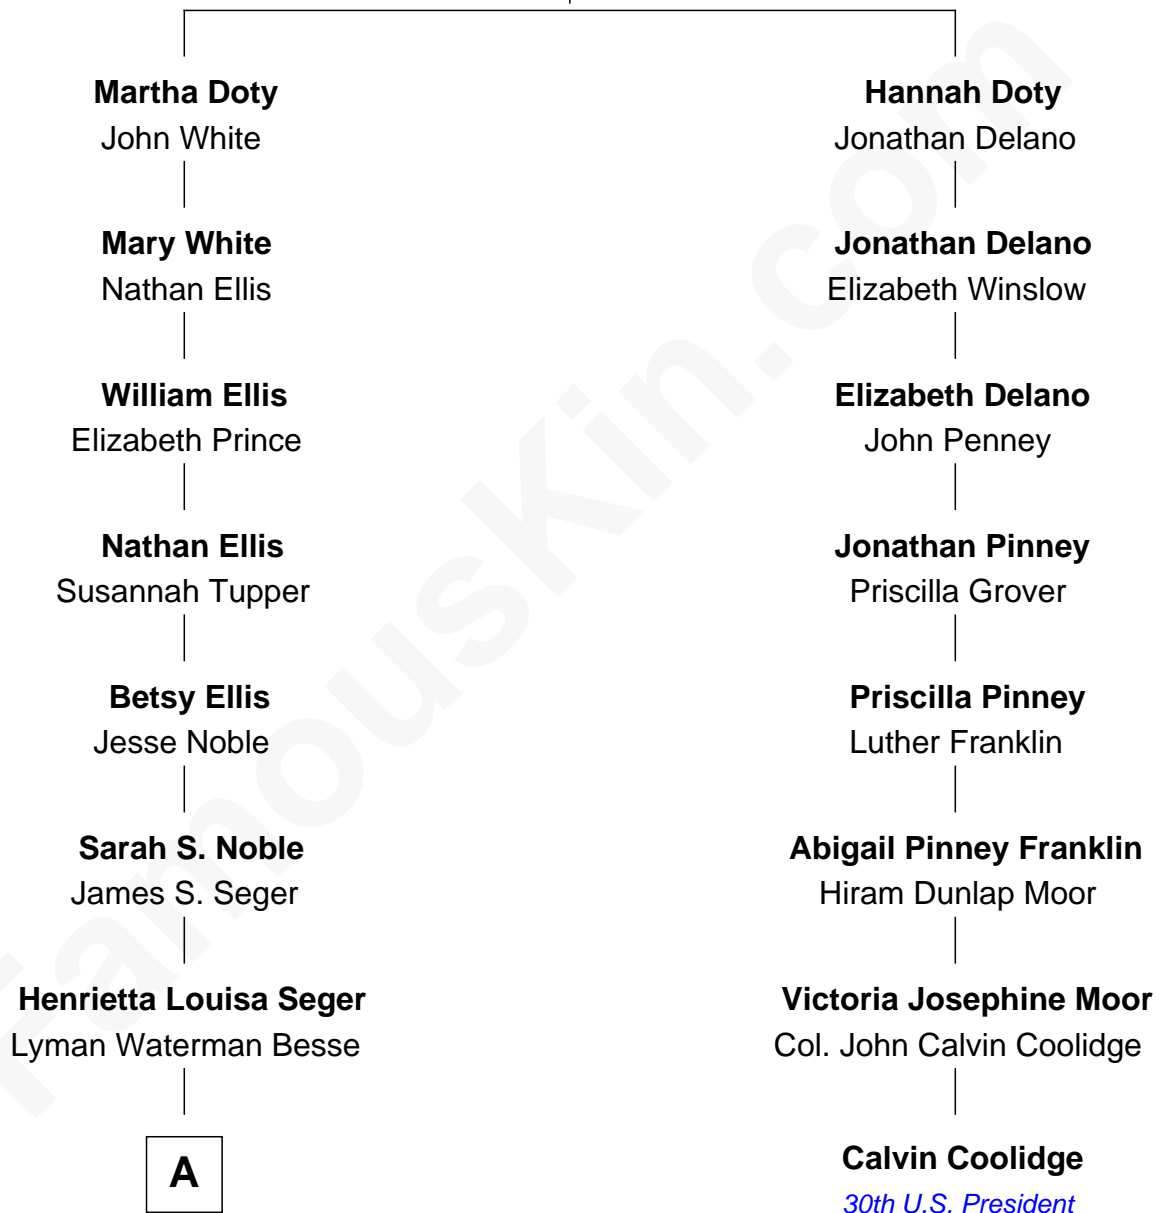 Martha Doty
John White
Mary White
Nathan Ellis
William Ellis
Elizabeth Prince
Nathan Ellis
Susannah Tupper
Betsy Ellis
Jesse Noble
Sarah S. Noble
James S. Seger
Henrietta Louisa Seger
Lyman Waterman Besse
A
Hannah Doty
Jonathan Delano
Jonathan Delano
Elizabeth Winslow
Elizabeth Delano
John Penney
Jonathan Pinney
Priscilla Grover
Priscilla Pinney
Luther Franklin
Abigail Pinney Franklin
Hiram Dunlap Moor
Victoria Josephine Moor
Col. John Calvin Coolidge
Calvin Coolidge
30th U.S. President
FamousKin.com